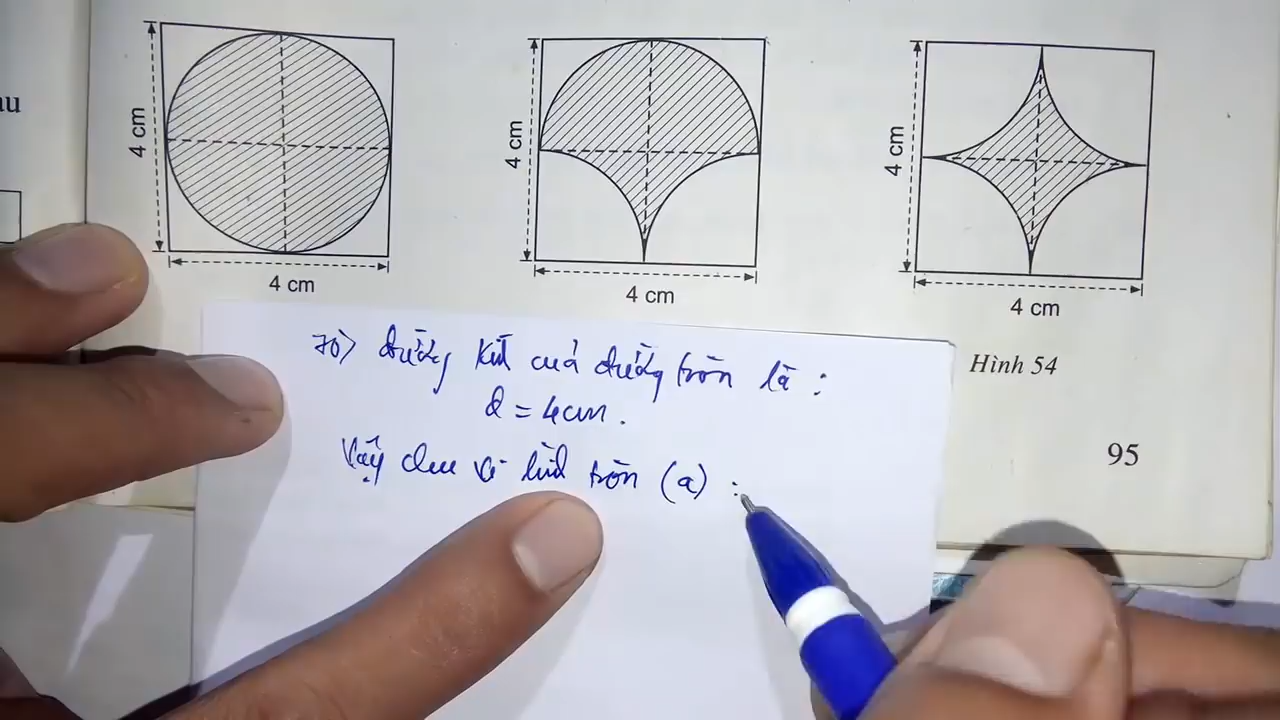 au
4 cm
4 cm
4 cm
4 cm
4 cm
4 cm
Hình 54
95
70) đường kính của đường tròn là :
d = 4cm.
Vậy chu vi hình tròn (a) :